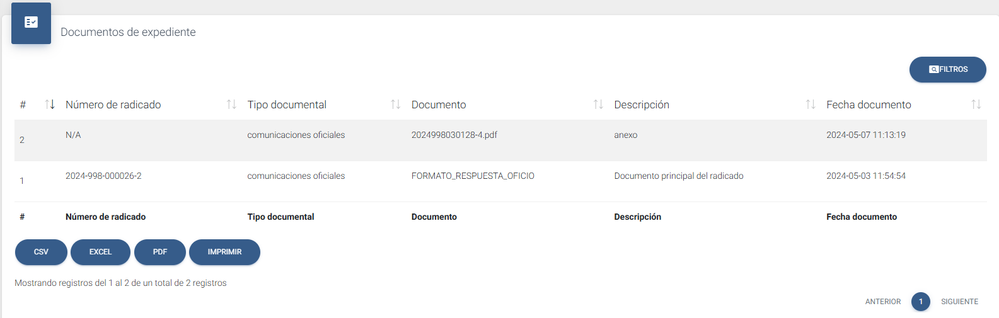 Documentos de expediente
FILTROS
# Número de radicado Tipo documental Documento Descripción Fecha documento
2 N/A comunicaciones oficiales 2024998030128-4.pdf anexo 2024-05-07 11:13:19
1 2024-998-000026-2 comunicaciones oficiales FORMATO_RESPUESTA_OFICIO Documento principal del radicado 2024-05-03 11:54:54
# Número de radicado Tipo documental Documento Descripción Fecha documento
CSV EXCEL PDF IMPRIMIR
Mostrando registros del 1 al 2 de un total de 2 registros
ANTERIOR 1 SIGUIENTE